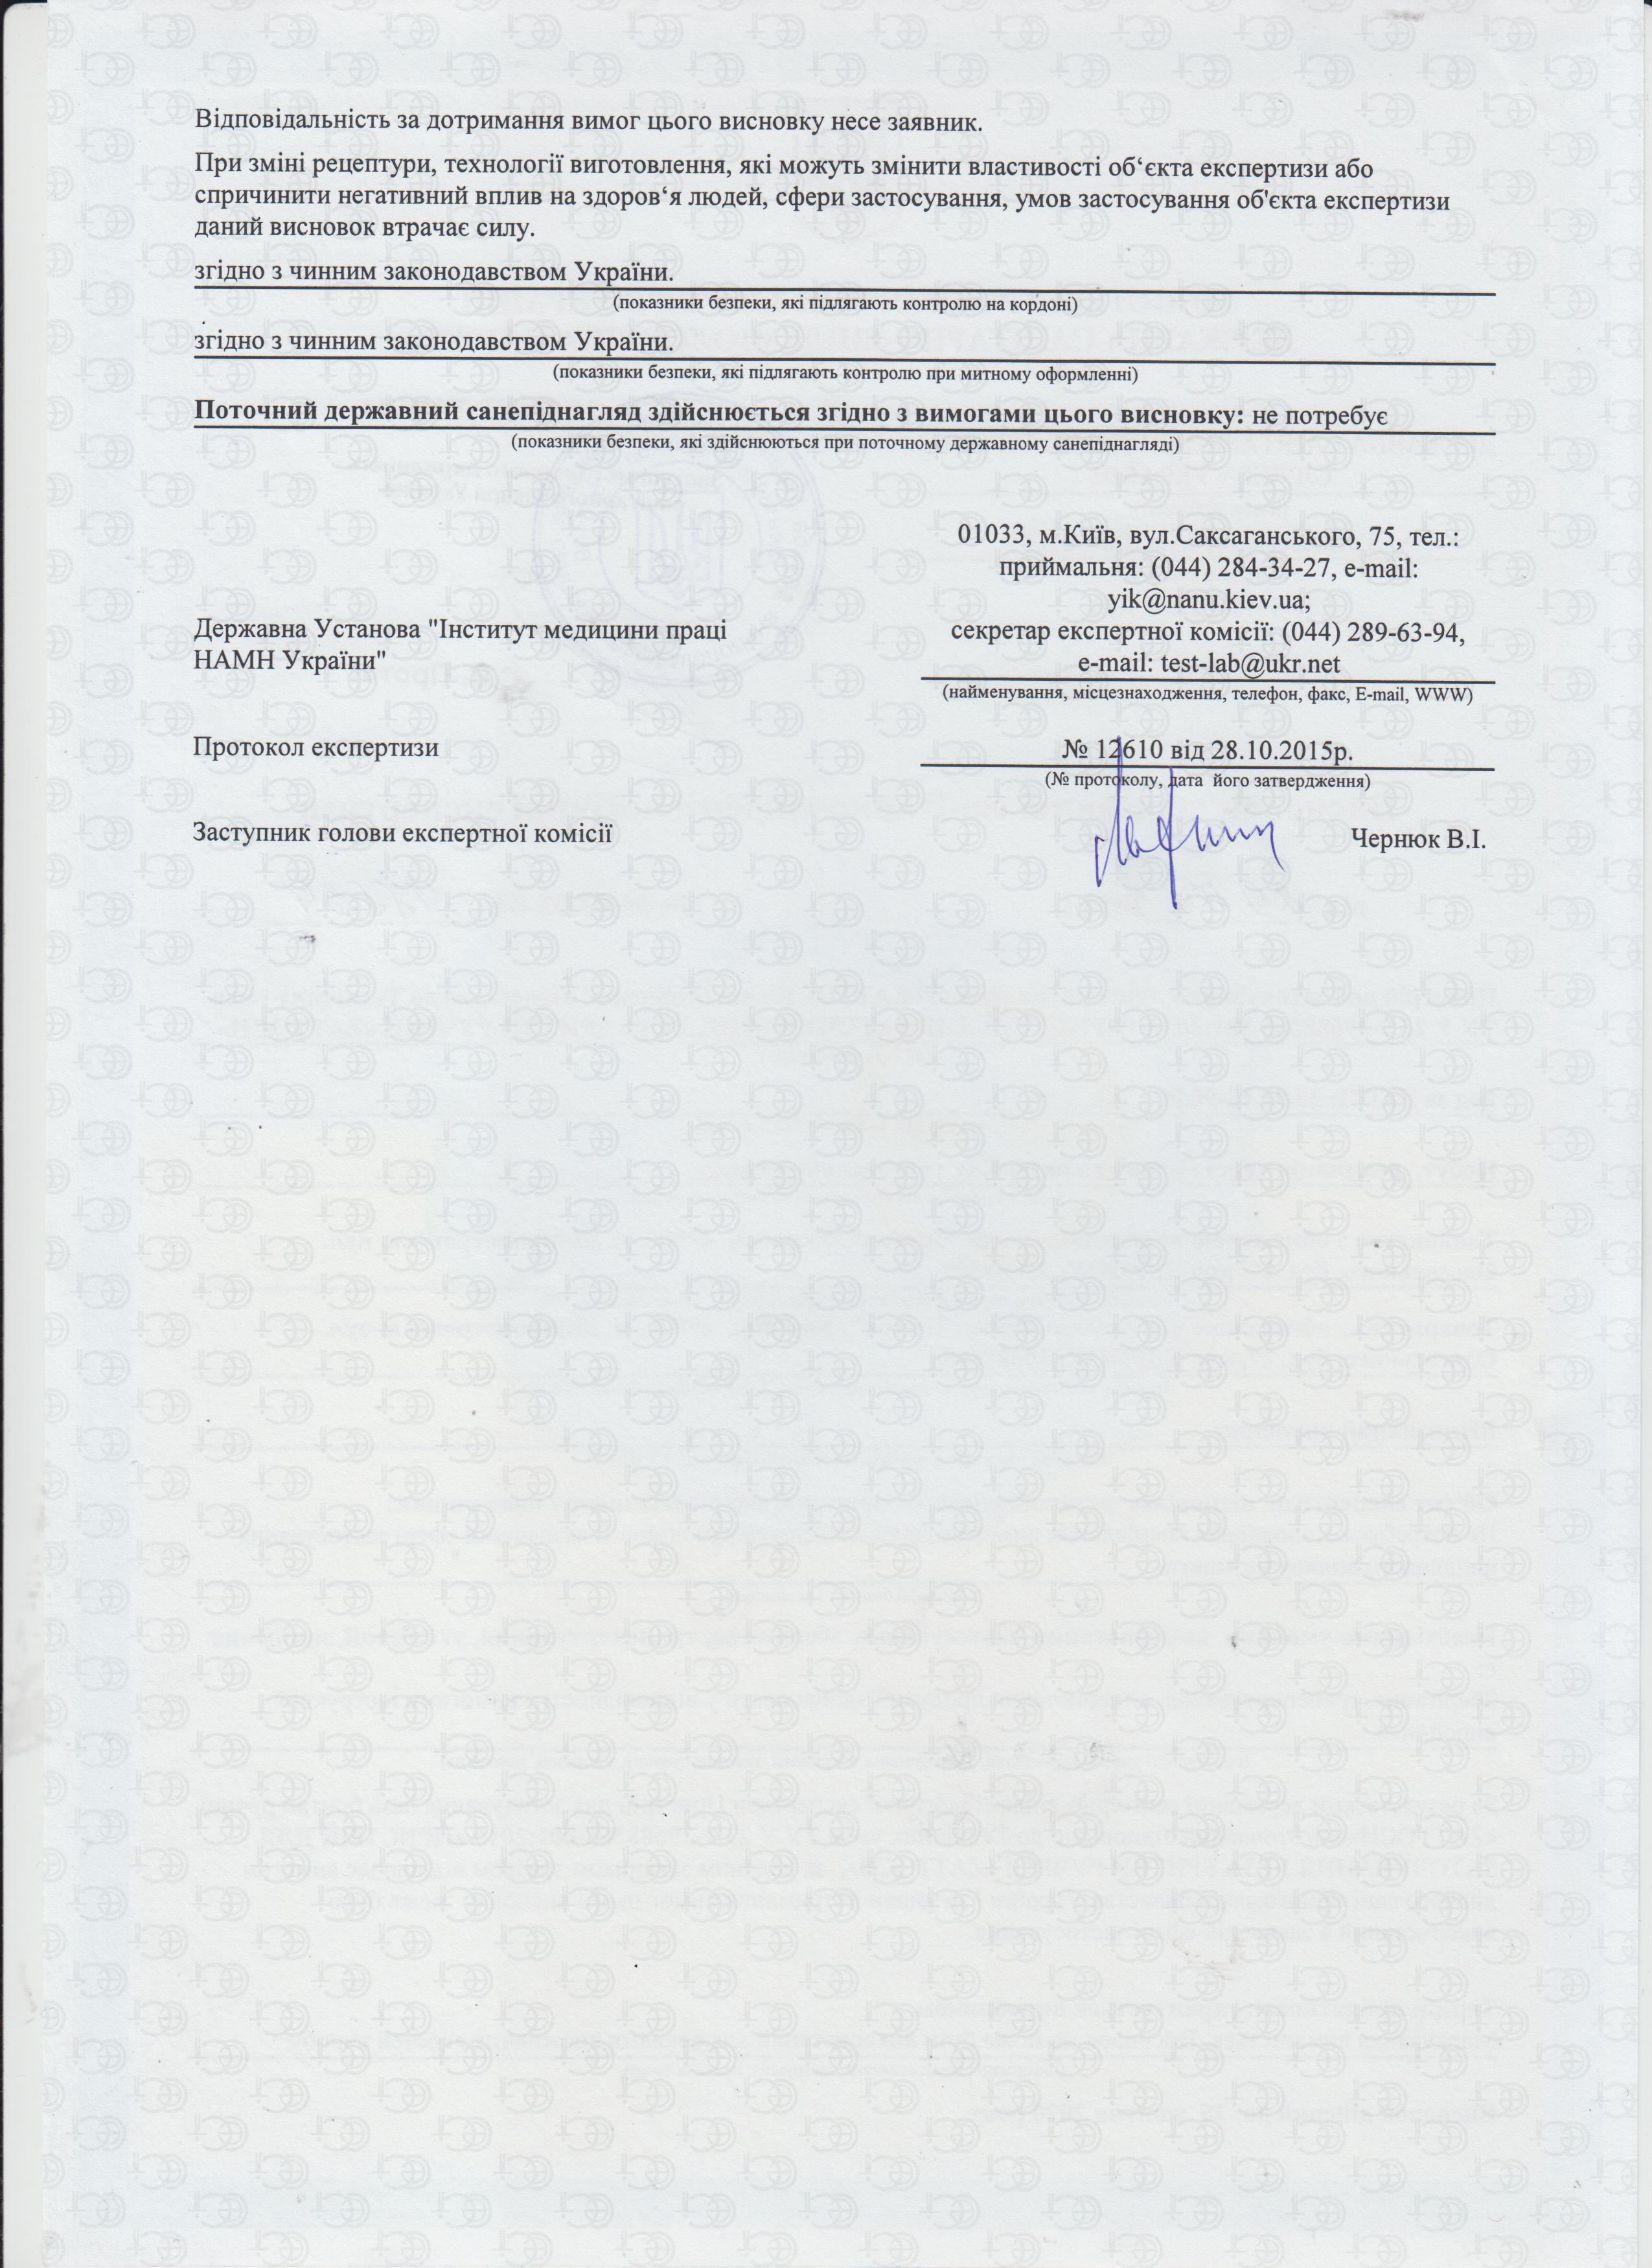 Відповідальність за дотримання вимог цього висновку несе заявник.
При зміні рецептури, технології виготовлення, які можуть змінити властивості об‘єкта експертизи або
спричинити негативний вплив на здоров‘я людей, сфери застосування, умов застосування об'єкта експертизи
даний висновок втрачає силу.
згідно з чинним законодавством України.
(показники безпеки, які підлягають контролю на кордоні)
згідно з чинним законодавством України.
(показники безпеки, які підлягають контролю при митному оформленні)
Поточний державний санепіднагляд здійснюється згідно з вимогами цього висновку: не потребує
(показники безпеки, які здійснюються при поточному державному санепіднагляді)
Державна Установа "Інститут медицини праці
НАМН України"
01033, м.Київ, вул.Саксаганського, 75, тел.:
приймальня: (044) 284-34-27, e-mail:
yik@nanu.kiev.ua;
секретар експертної комісії: (044) 289-63-94,
e-mail: test-lab@ukr.net
(найменування, місцезнаходження, телефон, факс, E-mail, WWW)
Протокол експертизи
№ 12610 від 28.10.2015р.
(№ протоколу, дата його затвердження)
Заступник голови експертної комісії
Чернюк В.І.